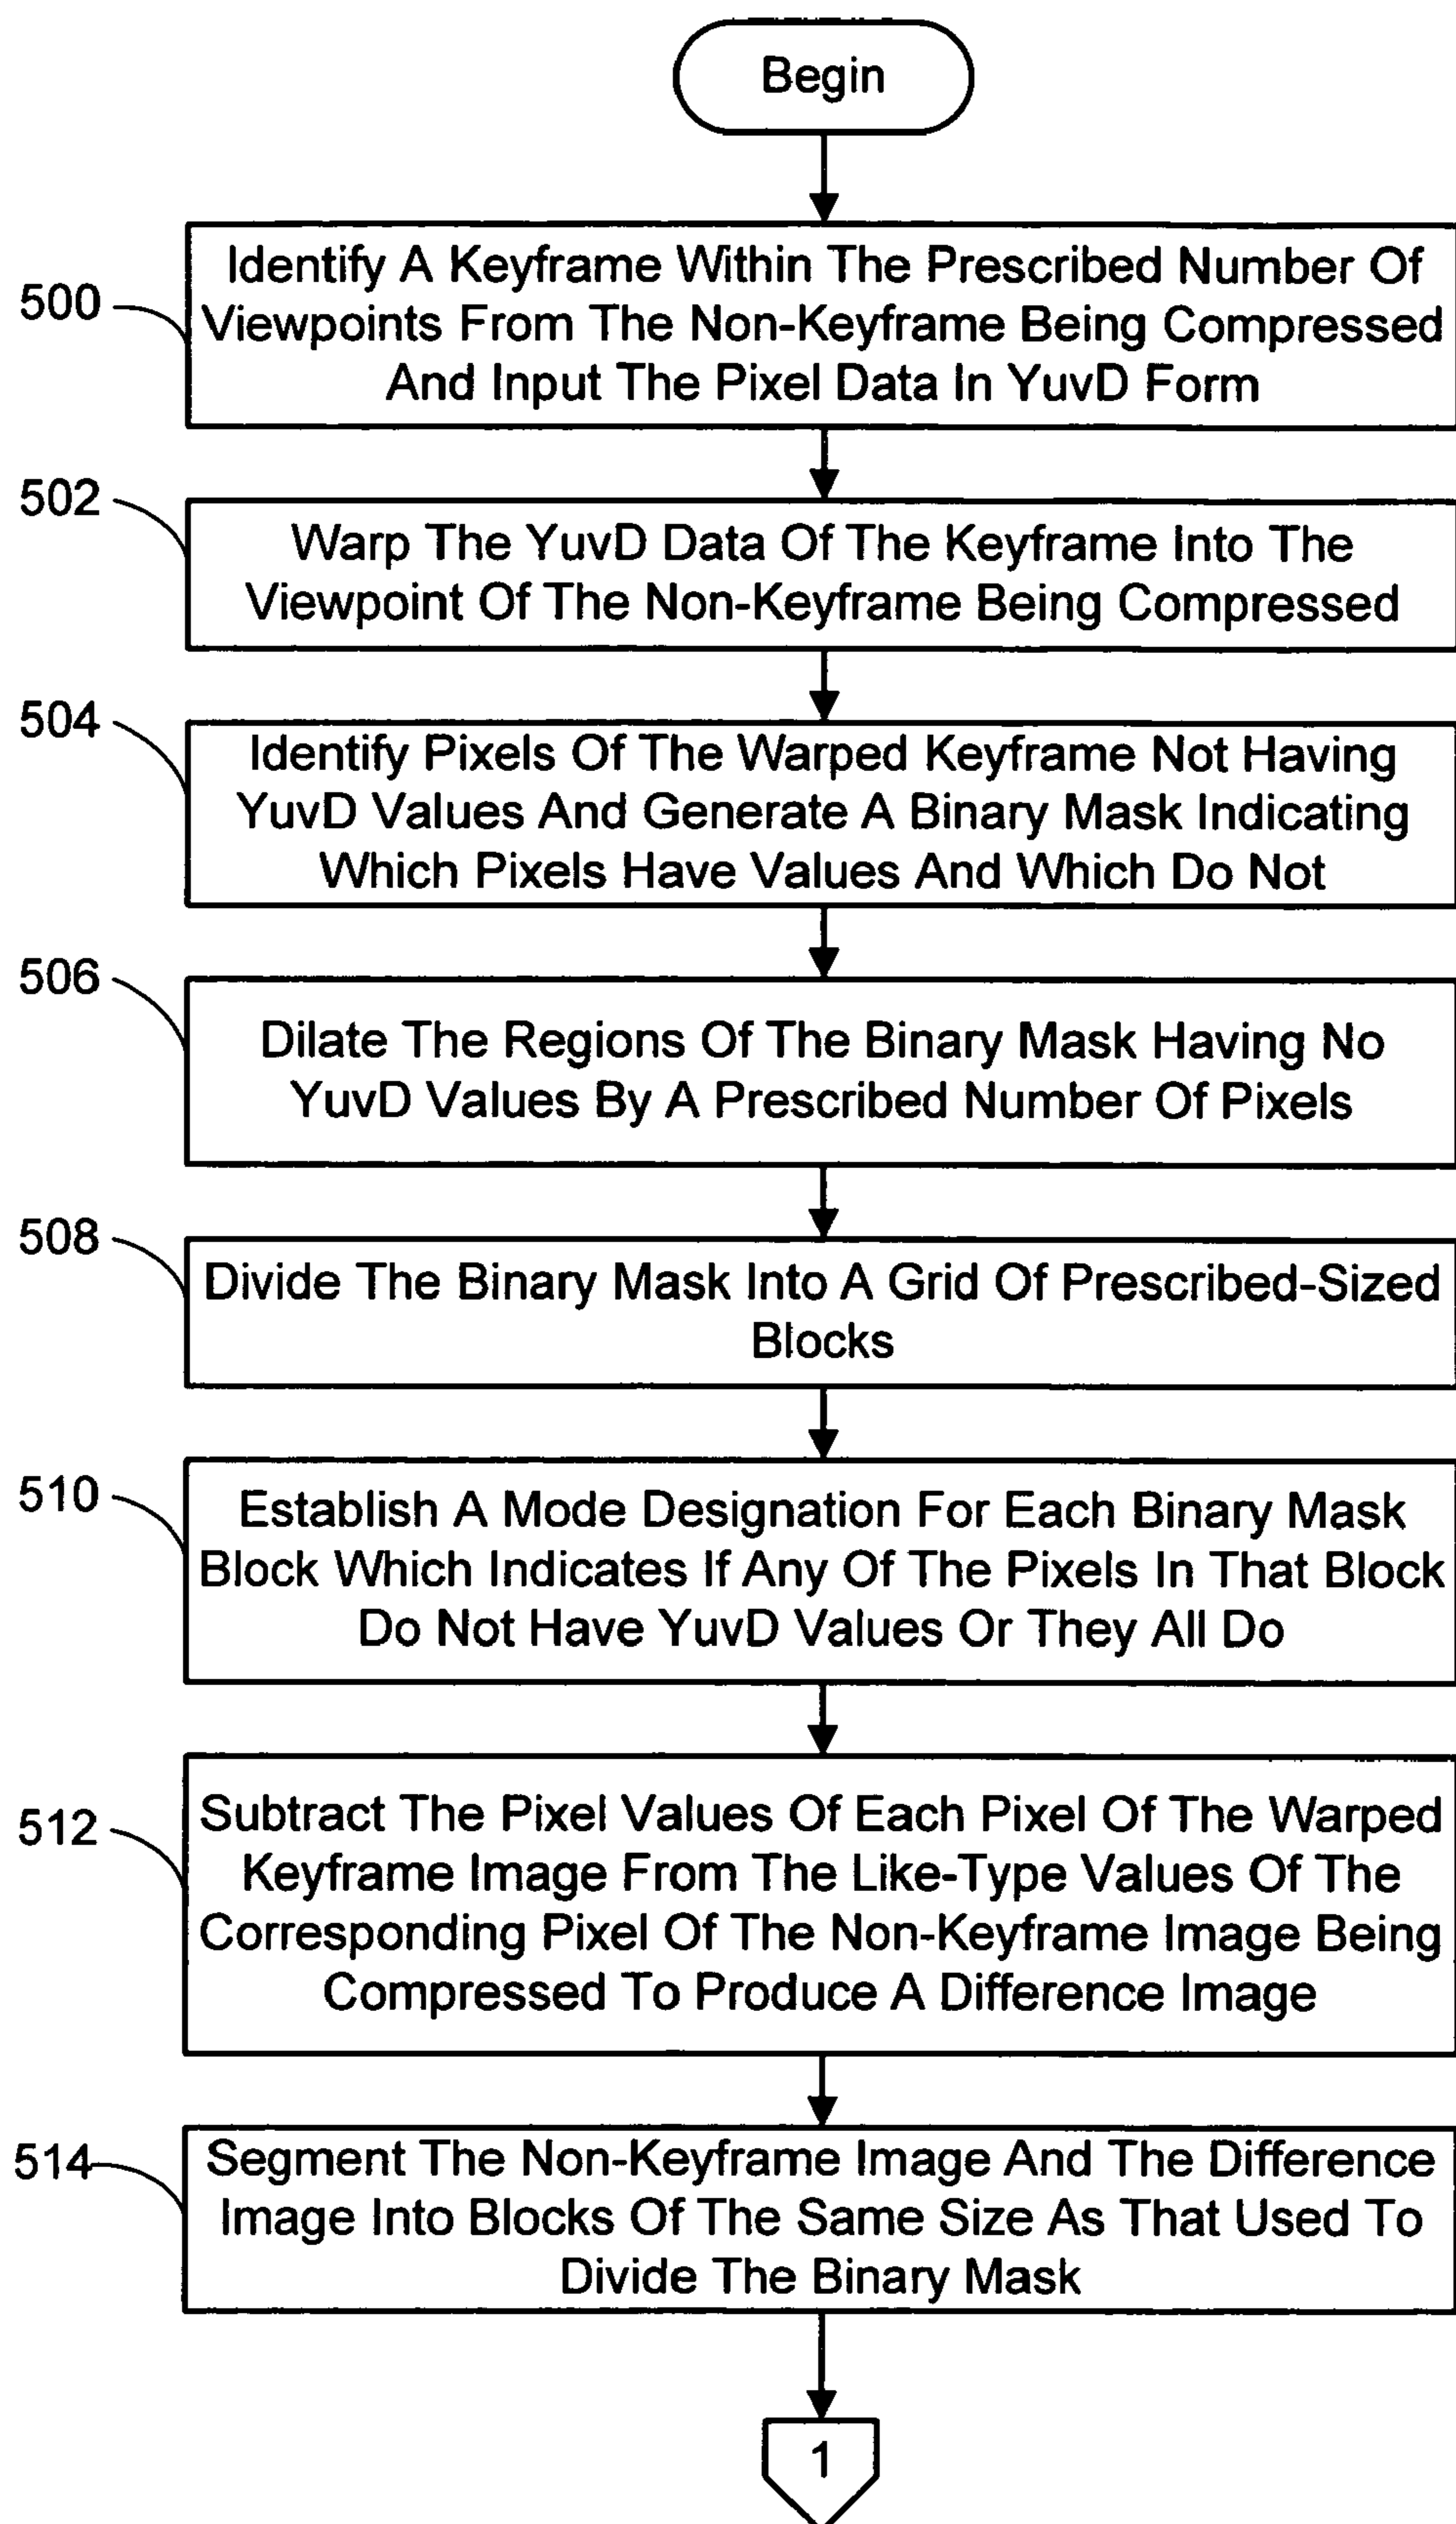 Begin
500
Identify A Keyframe Within The Prescribed Number Of
Viewpoints From The Non-Keyframe Being Compressed
And Input The Pixel Data In YuvD Form
502
Warp The YuvD Data Of The Keyframe Into The
Viewpoint Of The Non-Keyframe Being Compressed
504
Identify Pixels Of The Warped Keyframe Not Having
YuvD Values And Generate A Binary Mask Indicating
Which Pixels Have Values And Which Do Not
506
Dilate The Regions Of The Binary Mask Having No
YuvD Values By A Prescribed Number Of Pixels
508
Divide The Binary Mask Into A Grid Of Prescribed-Sized
Blocks
510
Establish A Mode Designation For Each Binary Mask
Block Which Indicates If Any Of The Pixels In That Block
Do Not Have YuvD Values Or They All Do
512
Subtract The Pixel Values Of Each Pixel Of The Warped
Keyframe Image From The Like-Type Values Of The
Corresponding Pixel Of The Non-Keyframe Image Being
Compressed To Produce A Difference Image
514
Segment The Non-Keyframe Image And The Difference
Image Into Blocks Of The Same Size As That Used To
Divide The Binary Mask
1